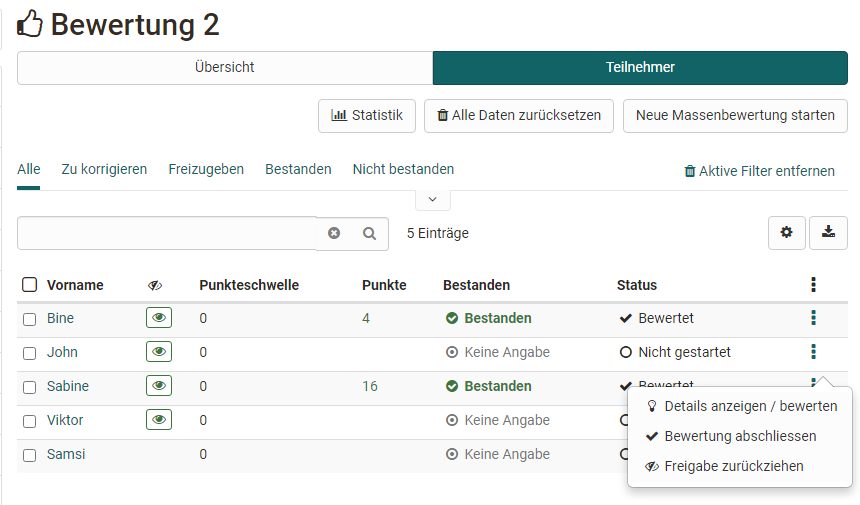 Bewertung 2
Übersicht Teilnehmer
Statistik Alle Daten zurücksetzen Neue Massenbewertung starten
Alle Zu korrigieren Freizugeben Bestanden Nicht bestanden Aktive Filter entfernen
5 Einträge
Vorname Punkteschwelle Punkte Bestanden Status
Bine 0 4 Bestanden Bewertet
John 0 Keine Angabe Nicht gestartet
Sabine 0 16 Bestanden Bewertet
Details anzeigen / bewerten
Viktor 0 Keine Angabe
Bewertung abschliessen
Samsi 0 Keine Angabe
Freigabe zurückziehen